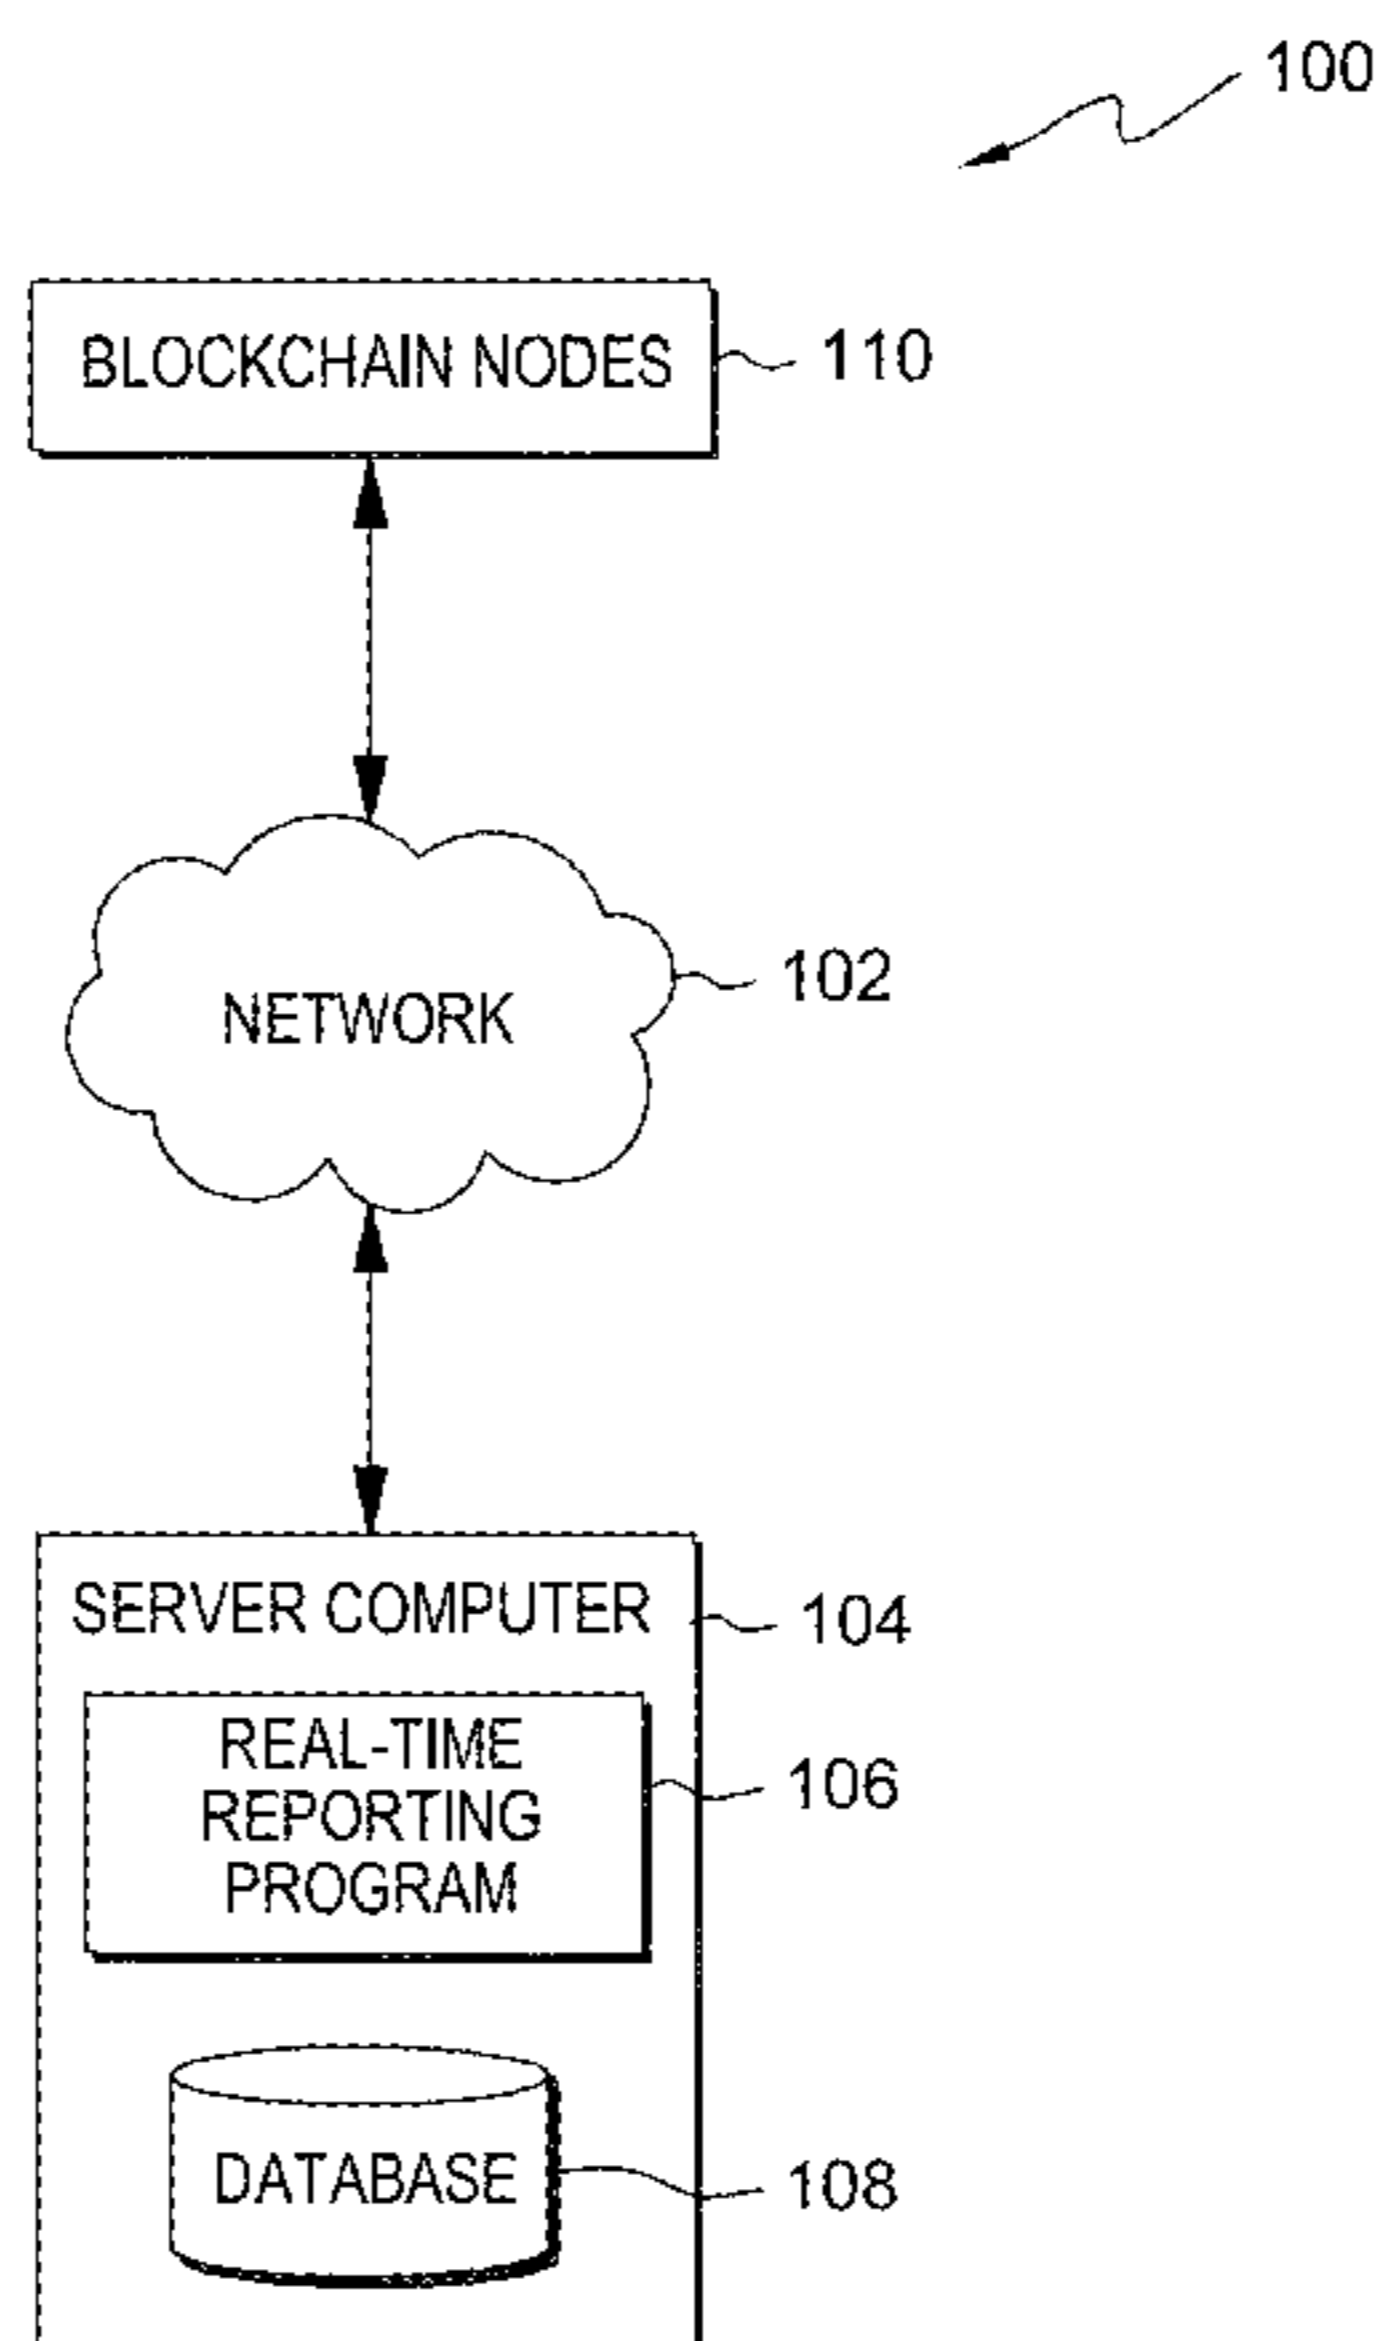 100
BLOCKCHAIN NODES
110
NETWORK
102
SERVER COMPUTER
104
REAL-TIME
REPORTING
PROGRAM
106
DATABASE
108